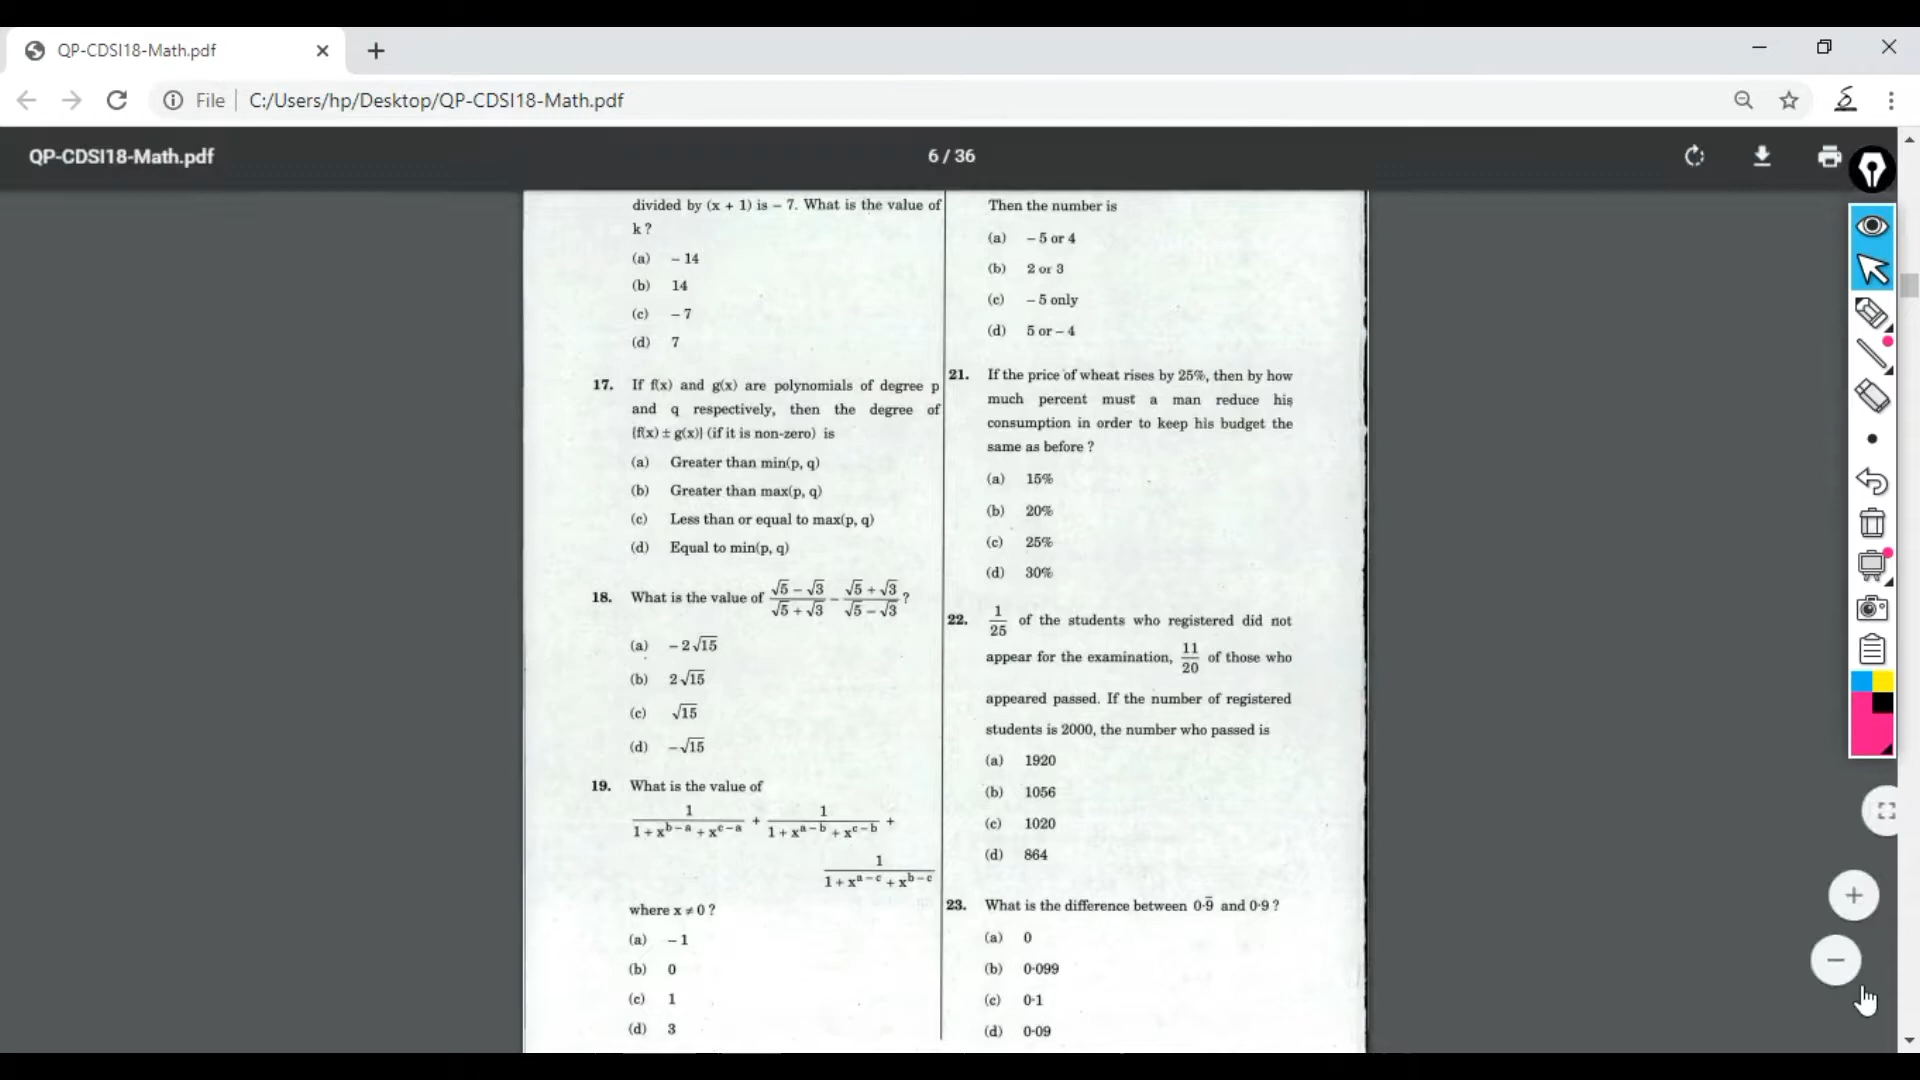 QP-CDSI18-Math.pdf
File
C:/Users/hp/Desktop/QP-CDSI18-Math.pdf
QP-CDSI18-Math.pdf
6 / 36
divided by (x + 1) is – 7. What is the value of
k ?
(a) – 14
(b) 14
(c) – 7
(d) 7
17. If f(x) and g(x) are polynomials of degree p
and q respectively, then the degree of
{f(x) ± g(x)} (if it is non-zero) is
(a) Greater than min(p, q)
(b) Greater than max(p, q)
(c) Less than or equal to max(p, q)
(d) Equal to min(p, q)
18. What is the value of (√5 – √3)/(√5 + √3) – (√5 + √3)/(√5 – √3) ?
(a) – 2√15
(b) 2√15
(c) √15
(d) –√15
19. What is the value of
1/(1 + x^(b – a) + x^(c – a)) + 1/(1 + x^(a – b) + x^(c – b)) +
1/(1 + x^(a – c) + x^(b – c))
where x ≠ 0 ?
(a) – 1
(b) 0
(c) 1
(d) 3
Then the number is
(a) – 5 or 4
(b) 2 or 3
(c) – 5 only
(d) 5 or – 4
21. If the price of wheat rises by 25%, then by how
much percent must a man reduce his
consumption in order to keep his budget the
same as before ?
(a) 15%
(b) 20%
(c) 25%
(d) 30%
22. 1/25 of the students who registered did not
appear for the examination, 11/20 of those who
appeared passed. If the number of registered
students is 2000, the number who passed is
(a) 1920
(b) 1056
(c) 1020
(d) 864
23. What is the difference between 0·9̅ and 0·9 ?
(a) 0
(b) 0·099
(c) 0·1
(d) 0·09